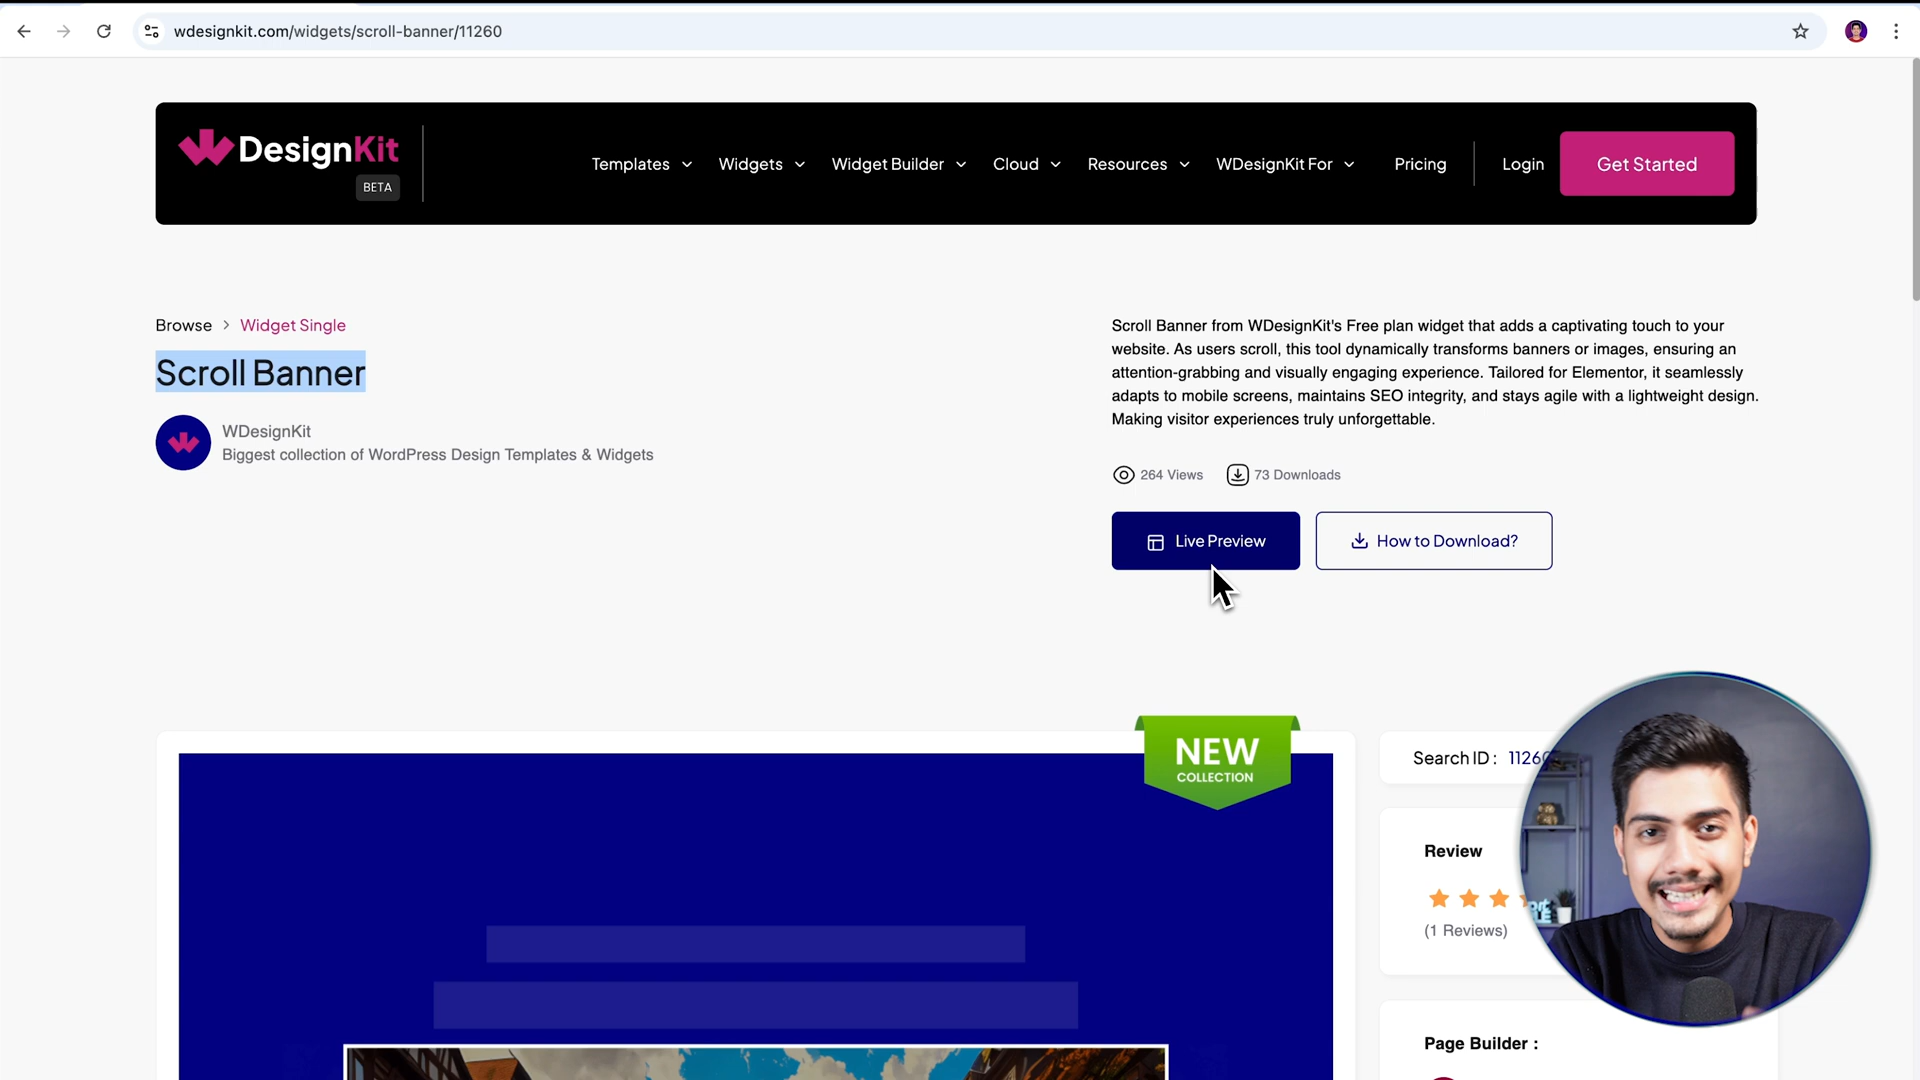 wdesignkit.com/widgets/scroll-banner/11260
DesignKit
BETA
Templates Widgets Widget Builder Cloud Resources WDesignKit For Pricing Login Get Started
Browse > Widget Single
Scroll Banner
WDesignKit
Biggest collection of WordPress Design Templates & Widgets
Scroll Banner from WDesignKit's Free plan widget that adds a captivating touch to your
website. As users scroll, this tool dynamically transforms banners or images, ensuring an
attention-grabbing and visually engaging experience. Tailored for Elementor, it seamlessly
adapts to mobile screens, maintains SEO integrity, and stays agile with a lightweight design.
Making visitor experiences truly unforgettable.
264 Views 73 Downloads
Live Preview How to Download?
NEW
COLLECTION
Search ID : 11260
Review
(1 Reviews)
Page Builder :